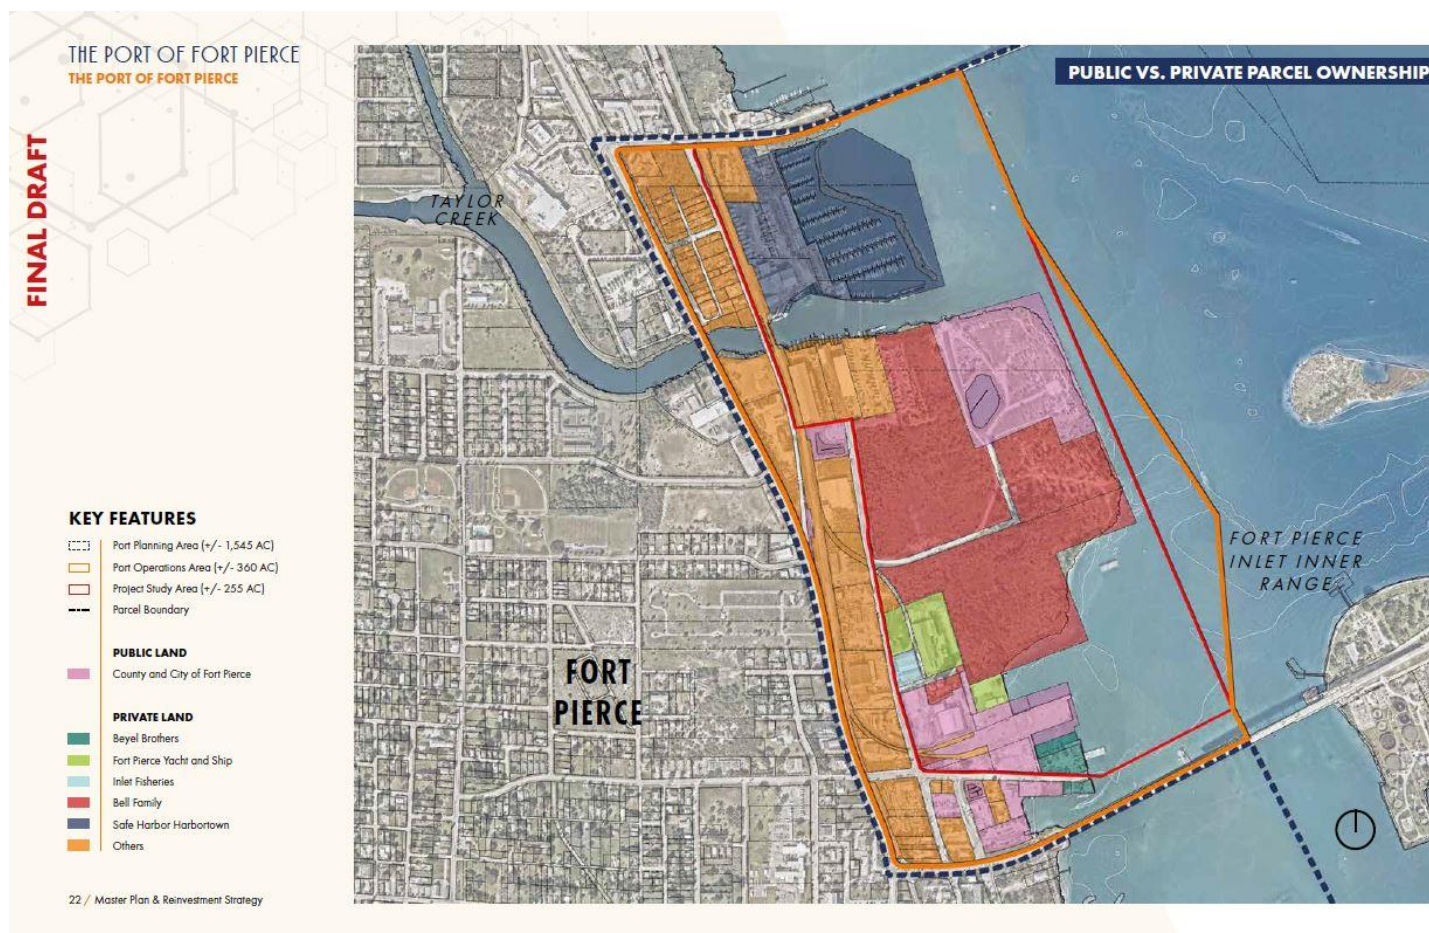 THE PORT OF FORT PIERCE
THE PORT OF FORT PIERCE
FINAL DRAFT
PUBLIC VS. PRIVATE PARCEL OWNERSHIP
TAYLOR
CREEK
FORT PIERCE
INLET INNER
RANGE
FORT
PIERCE
KEY FEATURES
Port Planning Area (+/- 1,545 AC)
Port Operations Area (+/- 360 AC)
Project Study Area (+/- 255 AC)
Parcel Boundary
PUBLIC LAND
County and City of Fort Pierce
PRIVATE LAND
Beyel Brothers
Fort Pierce Yacht and Ship
Inlet Fisheries
Bell Family
Safe Harbor Harbortown
Others
22 / Master Plan & Reinvestment Strategy